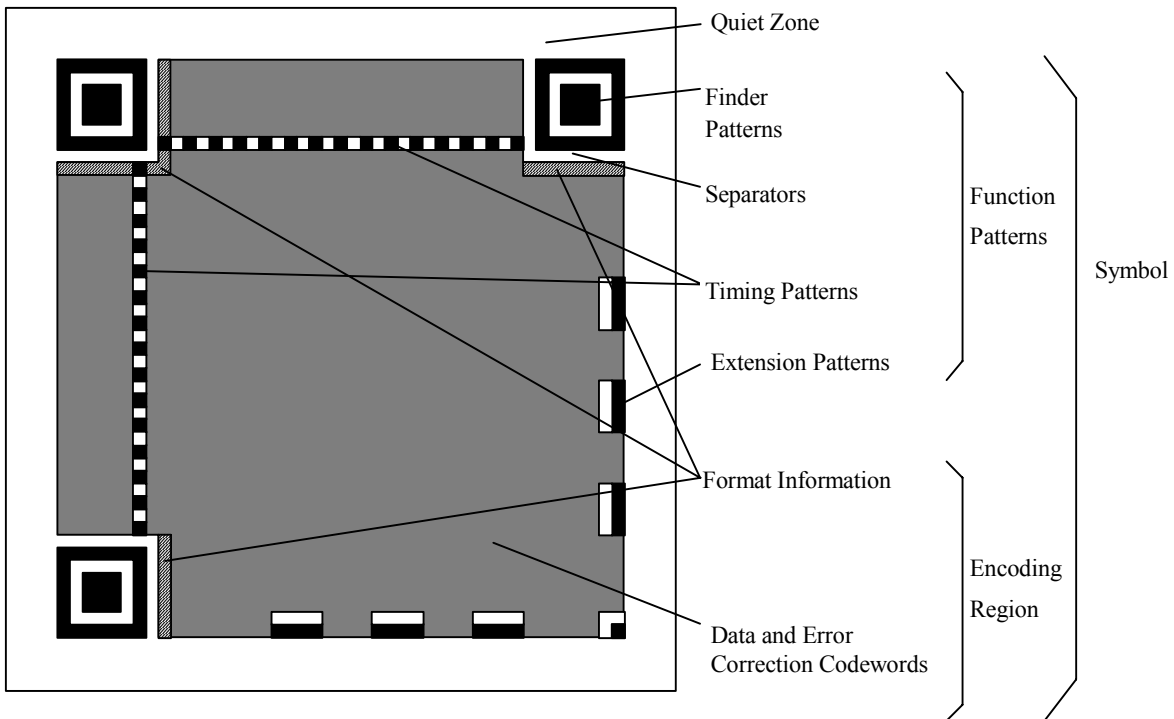 Quiet Zone
Finder
Patterns
Separators
Function
Patterns
Symbol
Timing Patterns
Extension Patterns
Format Information
Encoding
Region
Data and Error
Correction Codewords